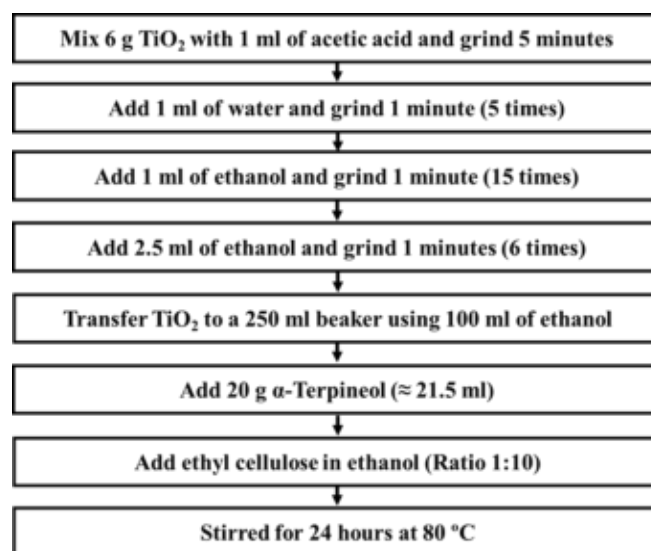 Mix 6 g TiO₂ with 1 ml of acetic acid and grind 5 minutes
Add 1 ml of water and grind 1 minute (5 times)
Add 1 ml of ethanol and grind 1 minute (15 times)
Add 2.5 ml of ethanol and grind 1 minutes (6 times)
Transfer TiO₂ to a 250 ml beaker using 100 ml of ethanol
Add 20 g α-Terpineol (≈ 21.5 ml)
Add ethyl cellulose in ethanol (Ratio 1:10)
Stirred for 24 hours at 80 ºC